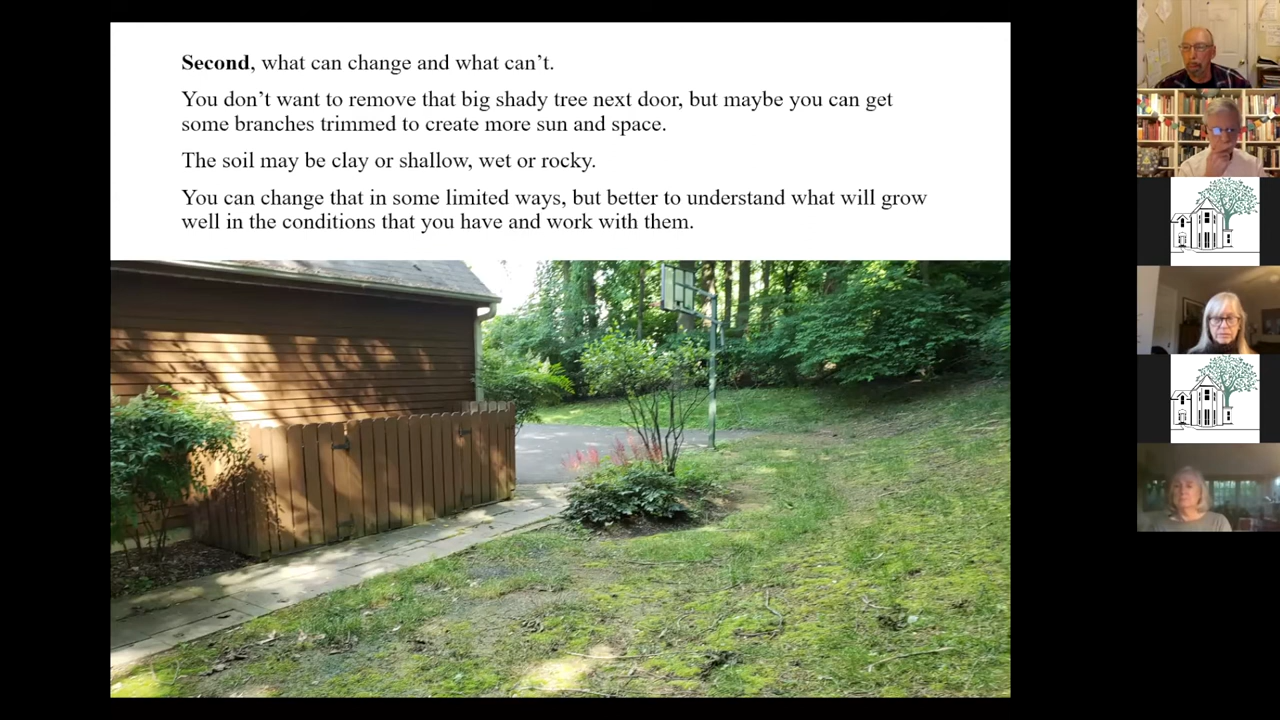 Second, what can change and what can’t.
You don’t want to remove that big shady tree next door, but maybe you can get
some branches trimmed to create more sun and space.
The soil may be clay or shallow, wet or rocky.
You can change that in some limited ways, but better to understand what will grow
well in the conditions that you have and work with them.